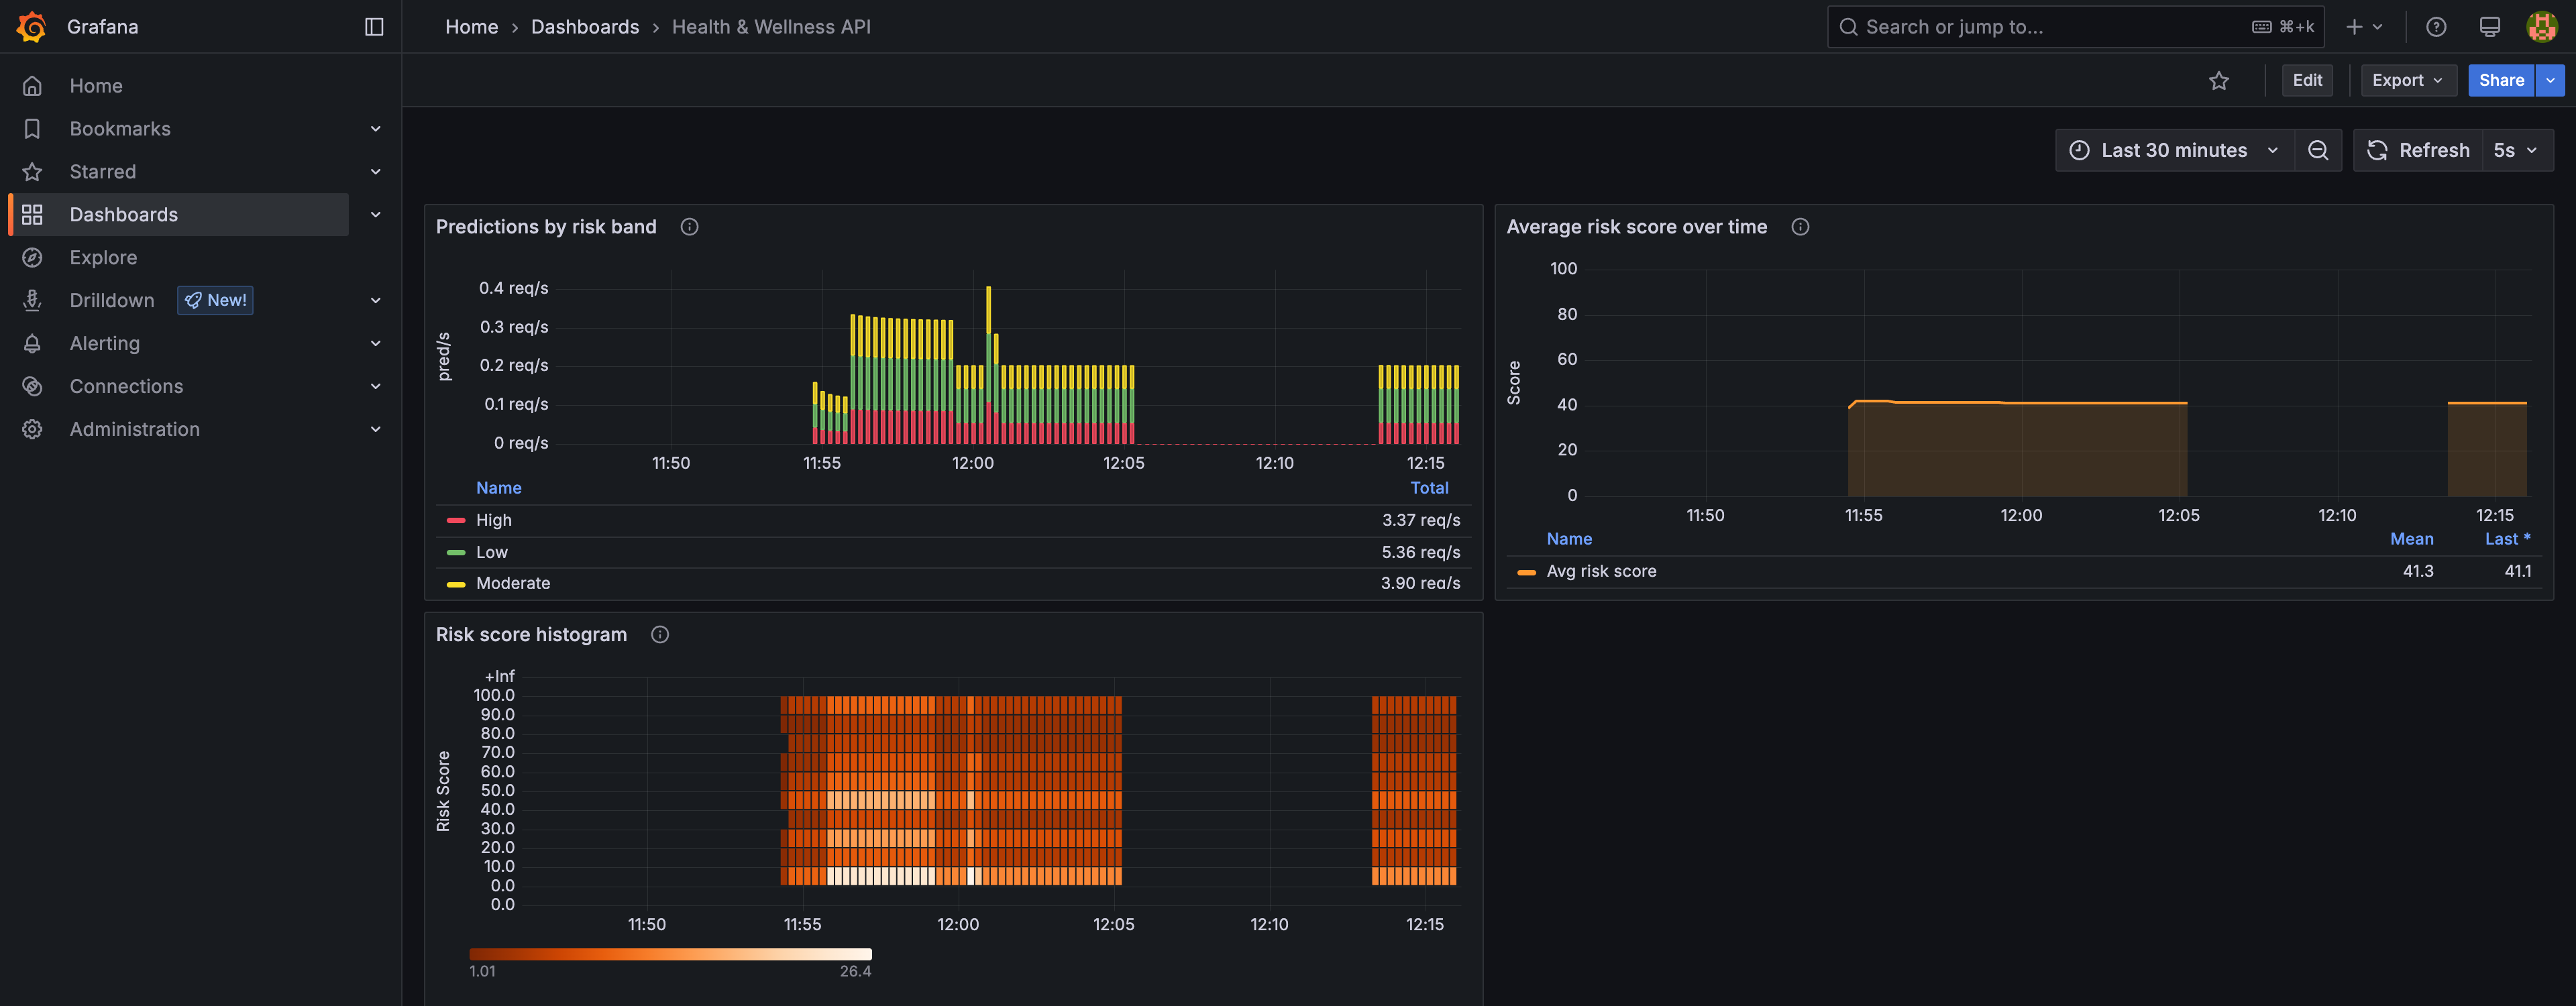 Grafana
Home › Dashboards › Health & Wellness API
Search or jump to... ⌘+k
Home
Bookmarks
Starred
Dashboards
Explore
Drilldown New!
Alerting
Connections
Administration
Edit Export Share
Last 30 minutes Refresh 5s
Predictions by risk band
pred/s
0.4 req/s
0.3 req/s
0.2 req/s
0.1 req/s
0 req/s
11:50 11:55 12:00 12:05 12:10 12:15
Name Total
High 3.37 req/s
Low 5.36 req/s
Moderate 3.90 req/s
Average risk score over time
Score
100
80
60
40
20
0
11:50 11:55 12:00 12:05 12:10 12:15
Name Mean Last *
Avg risk score 41.3 41.1
Risk score histogram
Risk Score
+Inf
100.0
90.0
80.0
70.0
60.0
50.0
40.0
30.0
20.0
10.0
0.0
0.0
11:50 11:55 12:00 12:05 12:10 12:15
1.01 26.4